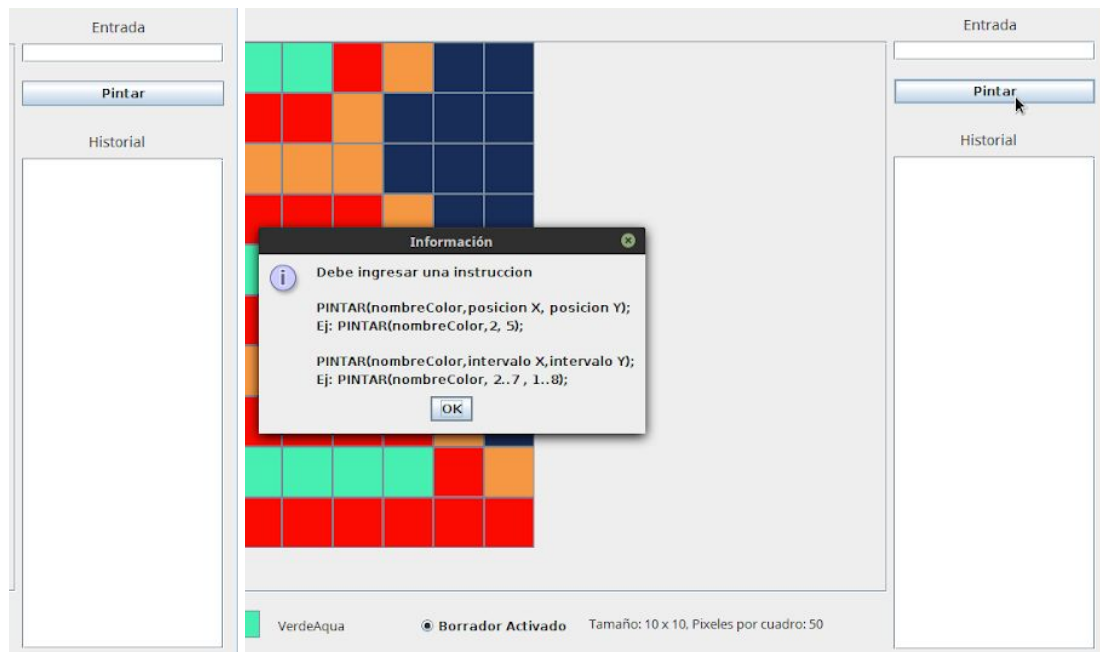 Entrada
Pintar
Historial
Entrada
Pintar
Historial
Información
Debe ingresar una instruccion
PINTAR(nombreColor,posicion X, posicion Y);
Ej: PINTAR(nombreColor,2, 5);
PINTAR(nombreColor,intervalo X,intervalo Y);
Ej: PINTAR(nombreColor, 2..7 , 1..8);
OK
VerdeAqua
Borrador Activado
Tamaño: 10 x 10, Pixeles por cuadro: 50